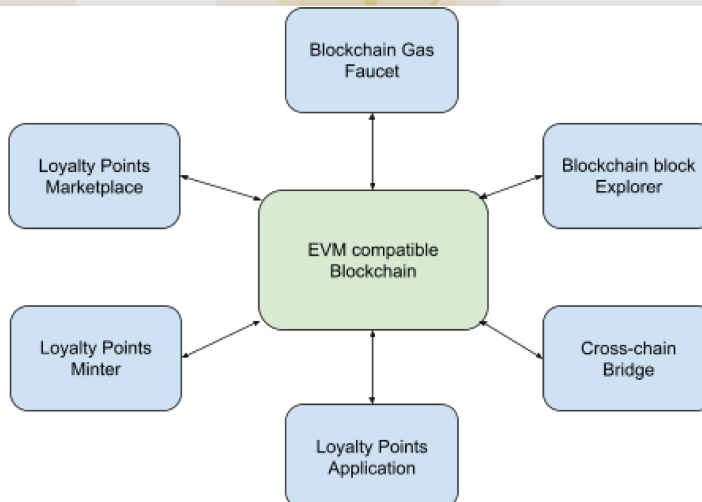 Blockchain Gas
Faucet
Loyalty Points
Marketplace
Blockchain block
Explorer
EVM compatible
Blockchain
Loyalty Points
Minter
Cross-chain
Bridge
Loyalty Points
Application